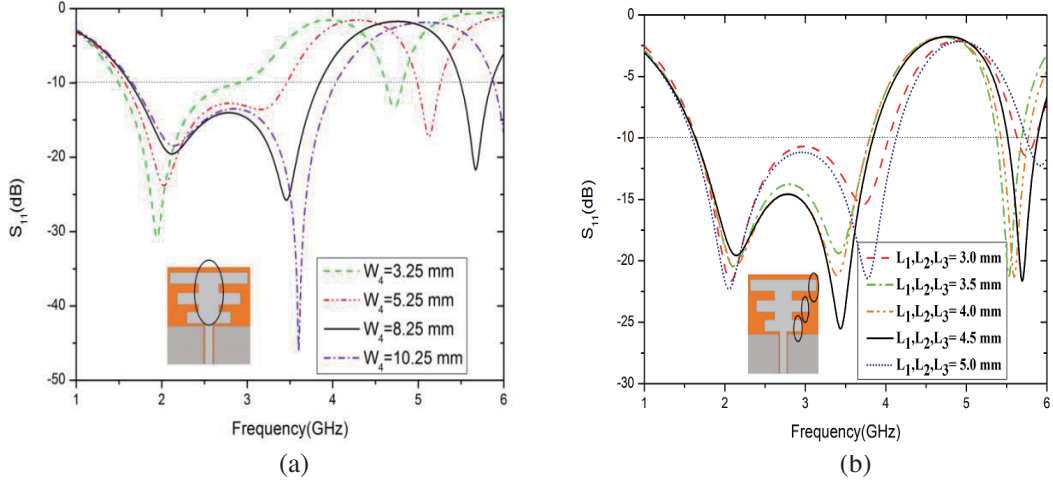 0
-10
-20
-30
-40
-50
S11(dB)
1 2 3 4 5 6
Frequency(GHz)
W4=3.25 mm
W4=5.25 mm
W4=8.25 mm
W4=10.25 mm
(a)
0
-5
-10
-15
-20
-25
-30
S11(dB)
1 2 3 4 5 6
Frequency(GHz)
L1,L2,L3= 3.0 mm
L1,L2,L3= 3.5 mm
L1,L2,L3= 4.0 mm
L1,L2,L3= 4.5 mm
L1,L2,L3= 5.0 mm
(b)